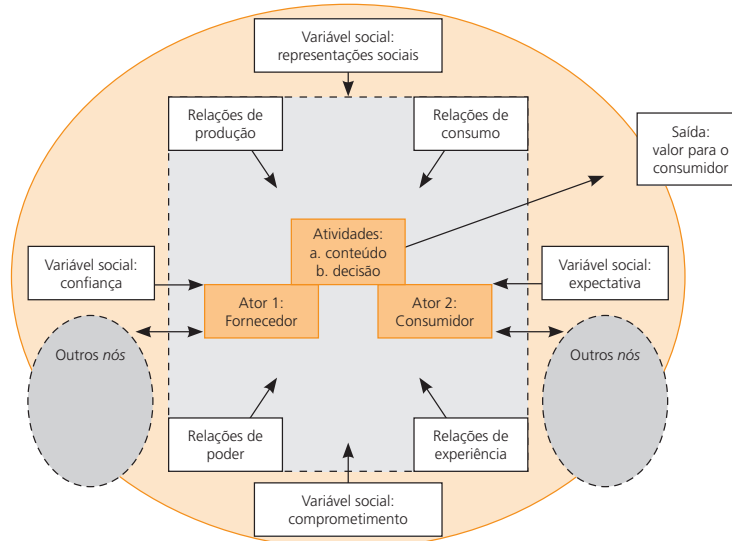 Variável social:
representações sociais
Relações de
produção
Relações de
consumo
Saída:
valor para o
consumidor
Atividades:
a. conteúdo
b. decisão
Variável social:
confiança
Variável social:
expectativa
Ator 1:
Fornecedor
Ator 2:
Consumidor
Outros nós
Outros nós
Relações de
poder
Relações de
experiência
Variável social:
comprometimento